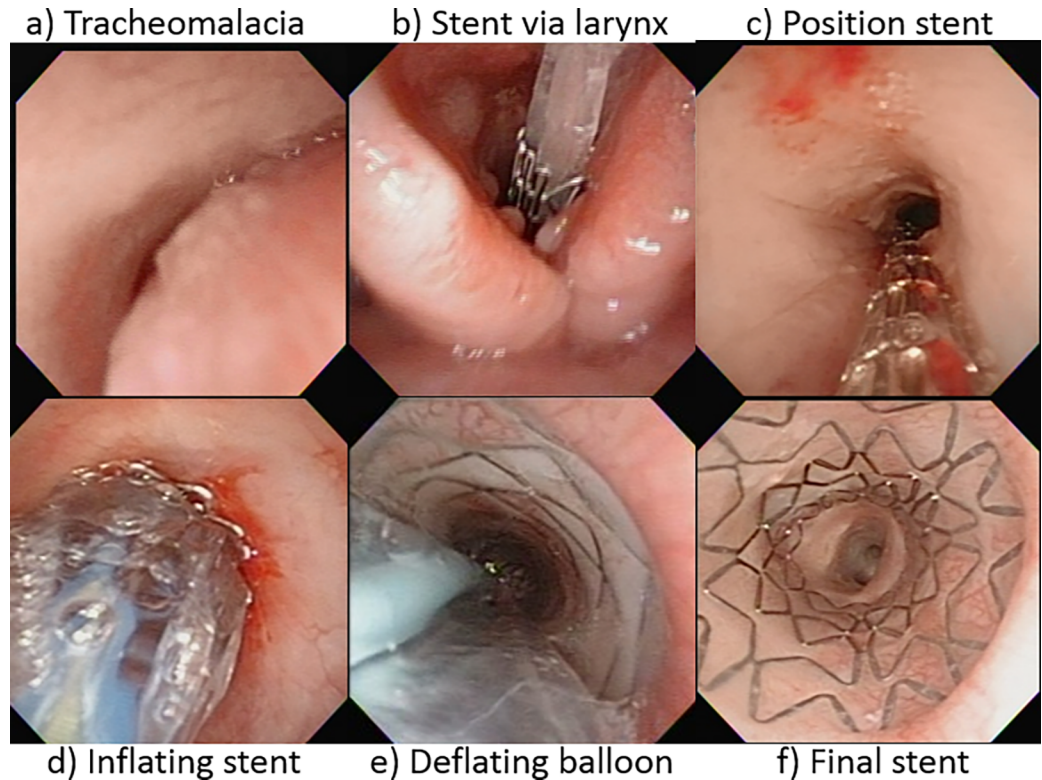 a) Tracheomalacia
b) Stent via larynx
c) Position stent
d) Inflating stent
e) Deflating balloon
f) Final stent